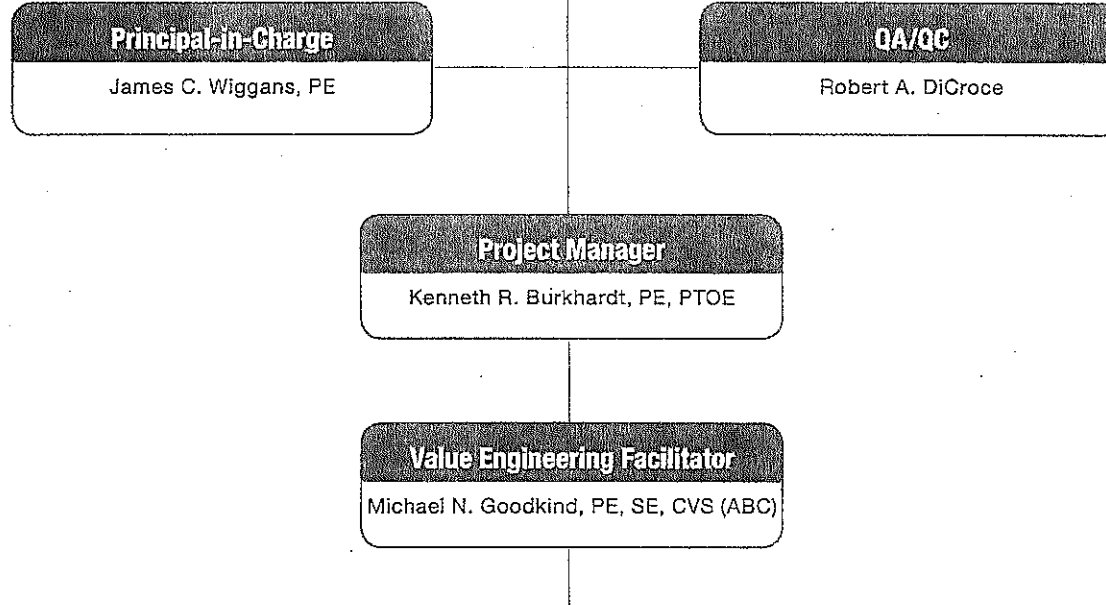 Principal-in-Charge
James C. Wiggans, PE
QA/QC
Robert A. DiCroce
Project Manager
Kenneth R. Burkhardt, PE, PTOE
Value Engineering Facilitator
Michael N. Goodkind, PE, SE, CVS (ABC)